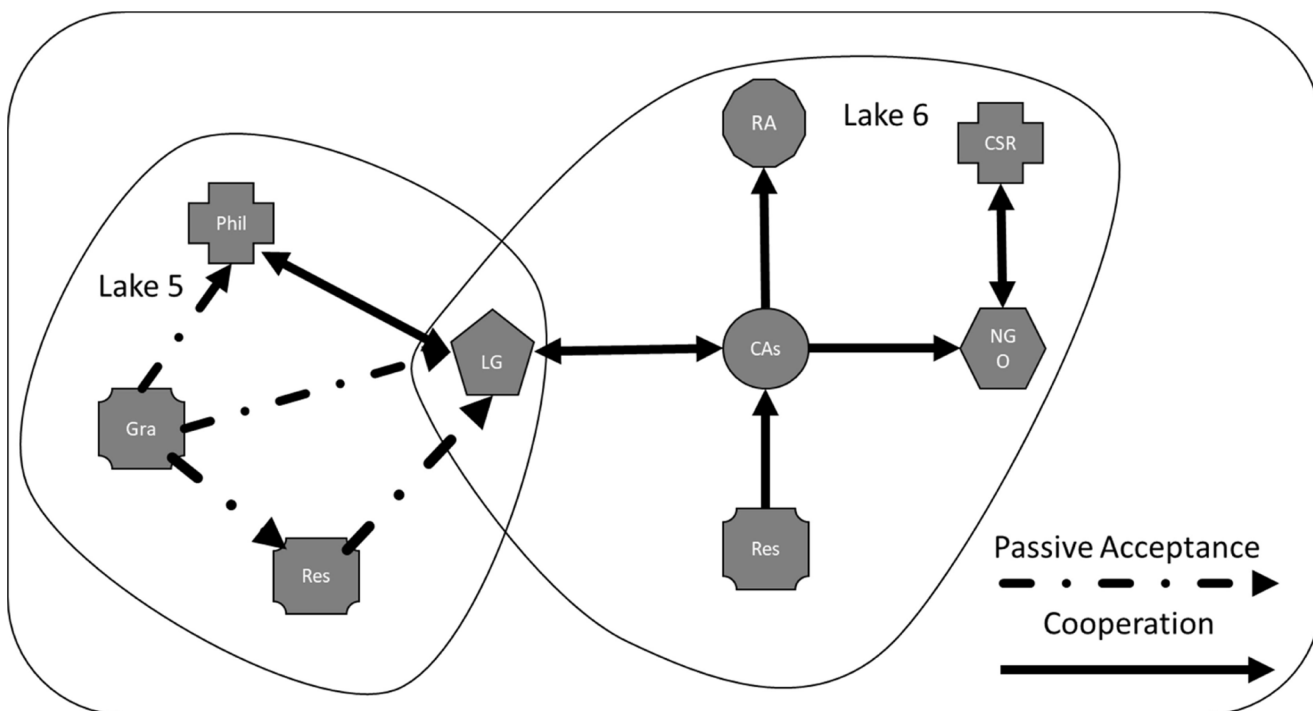 RA
Lake 6
CSR
Phil
Lake 5
LG
CAs
NG
O
Gra
Res
Res
Passive Acceptance
Cooperation